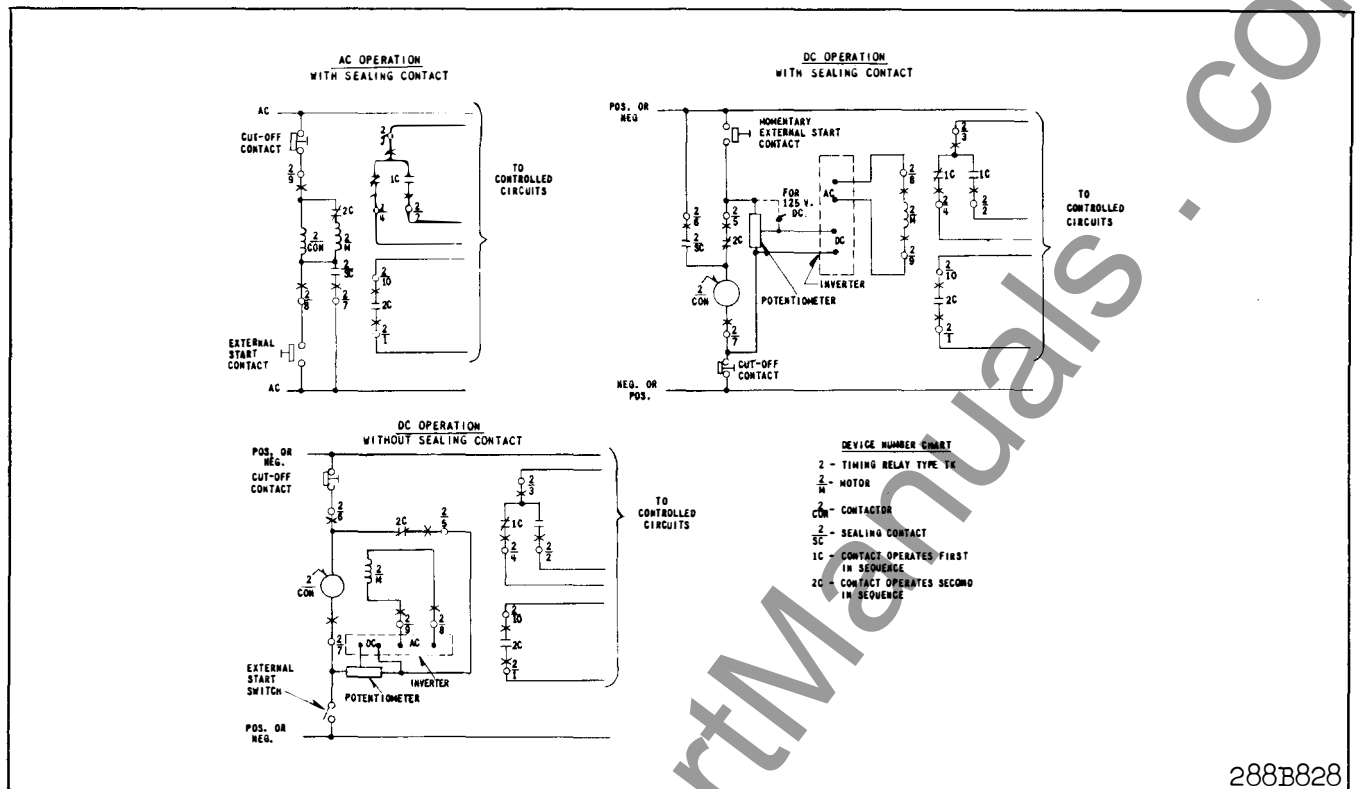 AC OPERATION
WITH SEALING CONTACT
AC
CUT-OFF
CONTACT
2/9
2/3
1C
2/4
2/2
2C
2/CON
2/M
2/SC
2/8
2/7
2/10
2C
2/1
EXTERNAL
START
CONTACT
AC
TO
CONTROLLED
CIRCUITS
DC OPERATION
WITH SEALING CONTACT
POS. OR
NEG
MOMENTARY
EXTERNAL START
CONTACT
FOR
125 V.
DC.
AC
DC
2/6
2/5
2/SC
2C
2/CON
2/7
2/8
2/M
2/9
INVERTER
POTENTIOMETER
CUT-OFF
CONTACT
NEG. OR
POS.
2/3
1C
1C
2/4
2/2
2/10
2C
2/1
TO
CONTROLLED
CIRCUITS
DC OPERATION
WITHOUT SEALING CONTACT
POS. OR
NEG.
CUT-OFF
CONTACT
2/6
2C
2/5
2/M
2/CON
2/9
2/8
2/7
DC
AC
INVERTER
POTENTIOMETER
EXTERNAL
START
SWITCH
POS. OR
NEG.
2/3
1C
2/4
2/2
2/10
2C
2/1
TO
CONTROLLED
CIRCUITS
DEVICE NUMBER CHART
2 - TIMING RELAY TYPE TK
2/M - MOTOR
2/CON - CONTACTOR
2/SC - SEALING CONTACT
1C - CONTACT OPERATES FIRST
IN SEQUENCE
2C - CONTACT OPERATES SECOND
IN SEQUENCE
288B828